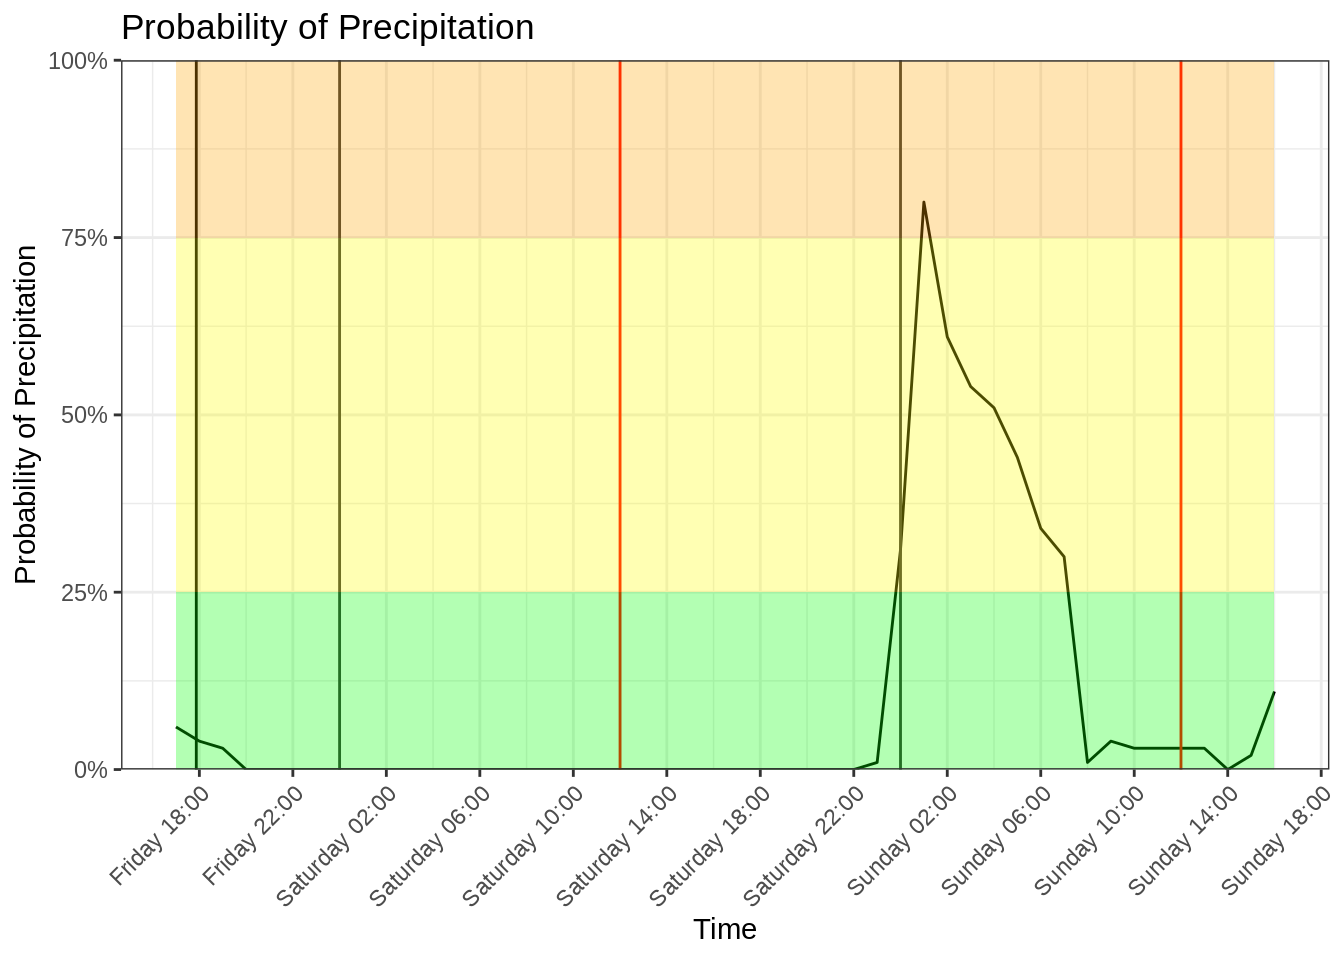 Probability of Precipitation
Probability of Precipitation
100%
75%
50%
25%
0%
Friday 18:00
Friday 22:00
Saturday 02:00
Saturday 06:00
Saturday 10:00
Saturday 14:00
Saturday 18:00
Saturday 22:00
Sunday 02:00
Sunday 06:00
Sunday 10:00
Sunday 14:00
Sunday 18:00
Time